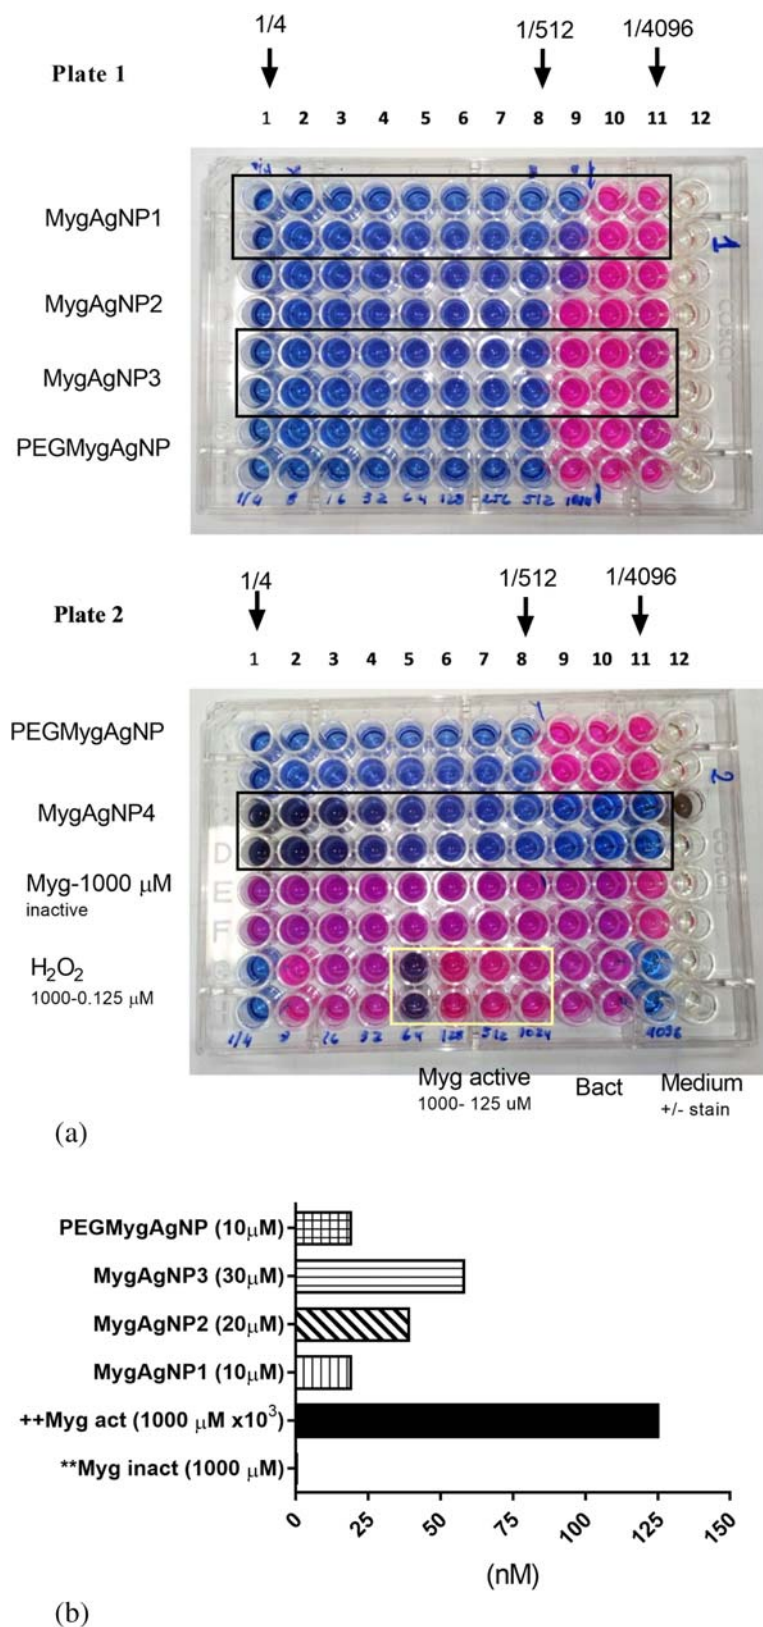 1/4 1/512 1/4096
Plate 1
1 2 3 4 5 6 7 8 9 10 11 12
MygAgNP1
1
MygAgNP2
MygAgNP3
PEGMygAgNP
1/4 8 16 32 64 128 256 512
1/4 1/512 1/4096
Plate 2
1 2 3 4 5 6 7 8 9 10 11 12
PEGMygAgNP
2
MygAgNP4
D
Myg-1000 μM
E
inactive
F
H₂O₂
1000-0.125 μM
1/4 8 16 32 64 128 512 1024 4096
Myg active Bact Medium
1000- 125 uM +/- stain
(a)
PEGMygAgNP (10μM)
MygAgNP3 (30μM)
MygAgNP2 (20μM)
MygAgNP1 (10μM)
++Myg act (1000 μM x10³)
**Myg inact (1000 μM)
0 25 50 75 100 125 150
(nM)
(b)